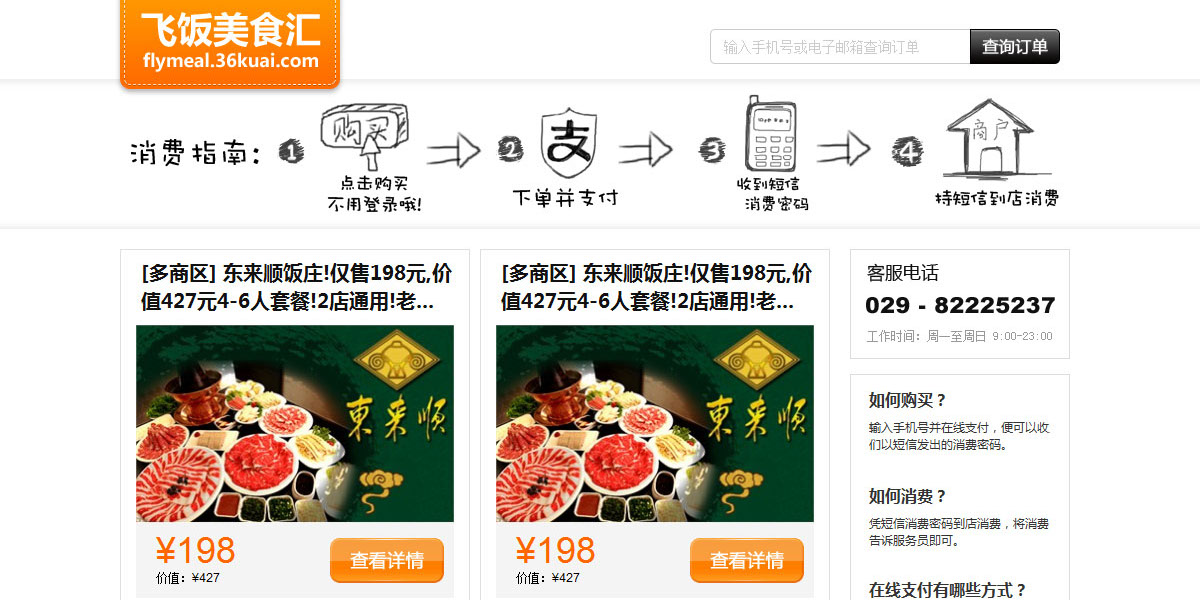 飞饭美食汇
flymeal.36kuai.com
输入手机号或电子邮箱查询订单
查询订单
消费指南：
1
购买
点击购买
不用登录哦!
2
支
下单并支付
3
收到短信
消费密码
4
商户
持短信到店消费
[多商区] 东来顺饭庄!仅售198元,价
值427元4-6人套餐!2店通用!老...
東来順
¥198
价值：¥427
查看详情
[多商区] 东来顺饭庄!仅售198元,价
值427元4-6人套餐!2店通用!老...
東来順
¥198
价值：¥427
查看详情
客服电话
029 - 82225237
工作时间：周一至周日 9:00-23:00
如何购买？
输入手机号并在线支付，便可以收
们以短信发出的消费密码。
如何消费？
凭短信消费密码到店消费，将消费
告诉服务员即可。
在线支付有哪些方式？